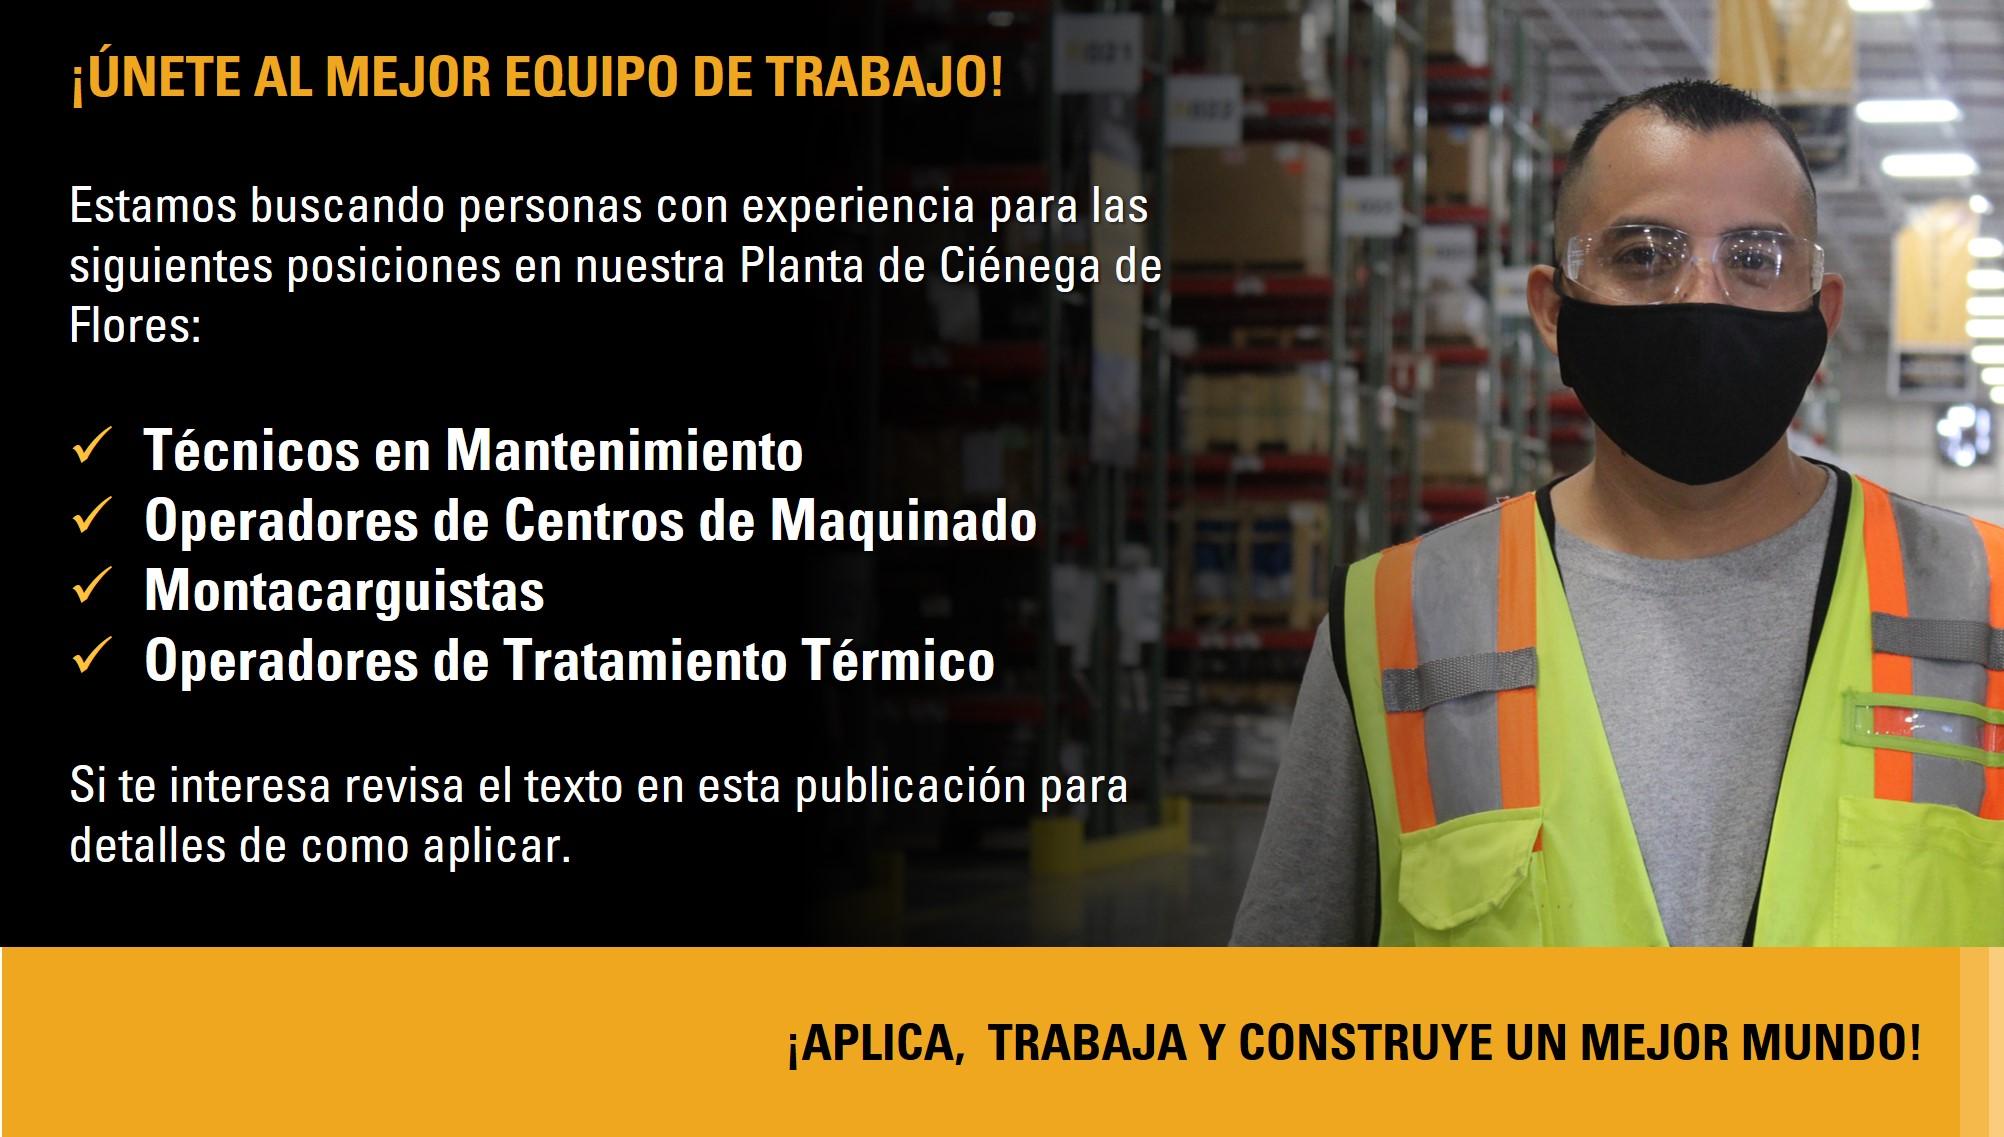 ¡ÚNETE AL MEJOR EQUIPO DE TRABAJO!
Estamos buscando personas con experiencia para las
siguientes posiciones en nuestra Planta de Ciénega de
Flores:
✓ Técnicos en Mantenimiento
✓ Operadores de Centros de Maquinado
✓ Montacarguistas
✓ Operadores de Tratamiento Térmico
Si te interesa revisa el texto en esta publicación para
detalles de como aplicar.
¡APLICA, TRABAJA Y CONSTRUYE UN MEJOR MUNDO!